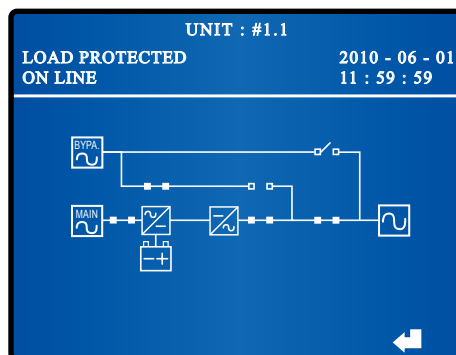 UNIT : #1.1
LOAD PROTECTED
2010 - 06 - 01
ON LINE
11 : 59 : 59
BYPA.
MAIN